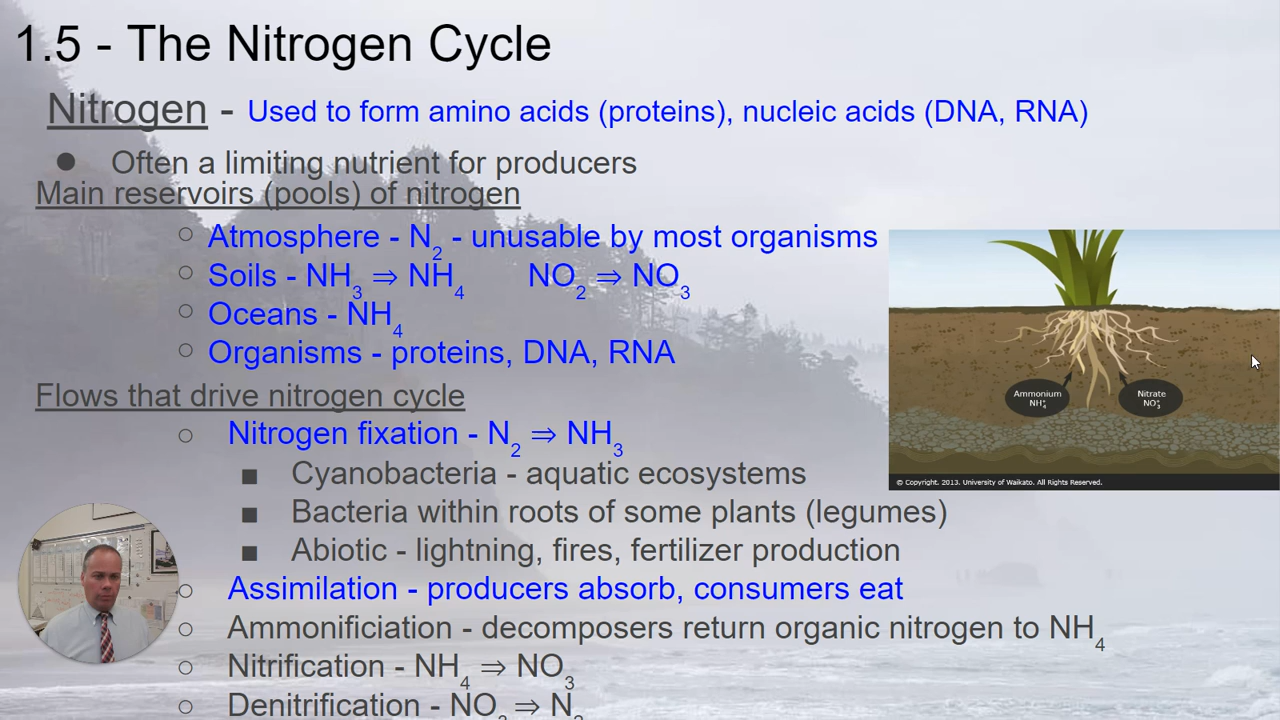 1.5 - The Nitrogen Cycle
Nitrogen - Used to form amino acids (proteins), nucleic acids (DNA, RNA)
● Often a limiting nutrient for producers
Main reservoirs (pools) of nitrogen
○ Atmosphere - N₂ - unusable by most organisms
○ Soils - NH₃ ⇒ NH₄ NO₂ ⇒ NO₃
○ Oceans - NH₄
○ Organisms - proteins, DNA, RNA
Flows that drive nitrogen cycle
○ Nitrogen fixation - N₂ ⇒ NH₃
■ Cyanobacteria - aquatic ecosystems
■ Bacteria within roots of some plants (legumes)
■ Abiotic - lightning, fires, fertilizer production
○ Assimilation - producers absorb, consumers eat
○ Ammonificiation - decomposers return organic nitrogen to NH₄
○ Nitrification - NH₄ ⇒ NO₃
○ Denitrification - NO₃ ⇒ N₂
Ammonium
NH₄⁺
Nitrate
NO₃⁻
© Copyright. 2013. University of Waikato. All Rights Reserved.